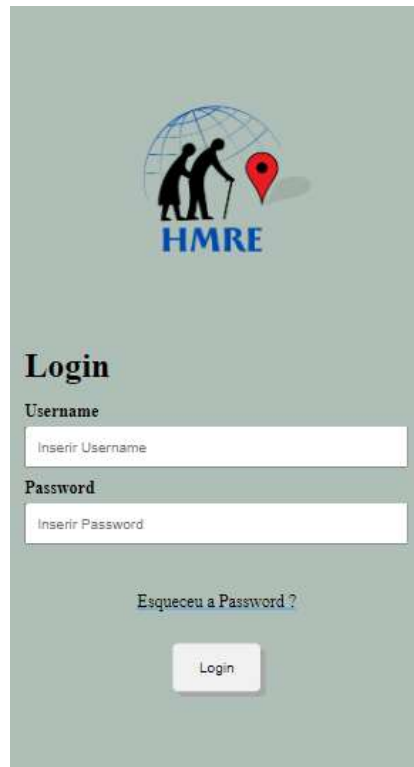 HMRE
Login
Username
Inserir Username
Password
Inserir Password
Esqueceu a Password ?
Login